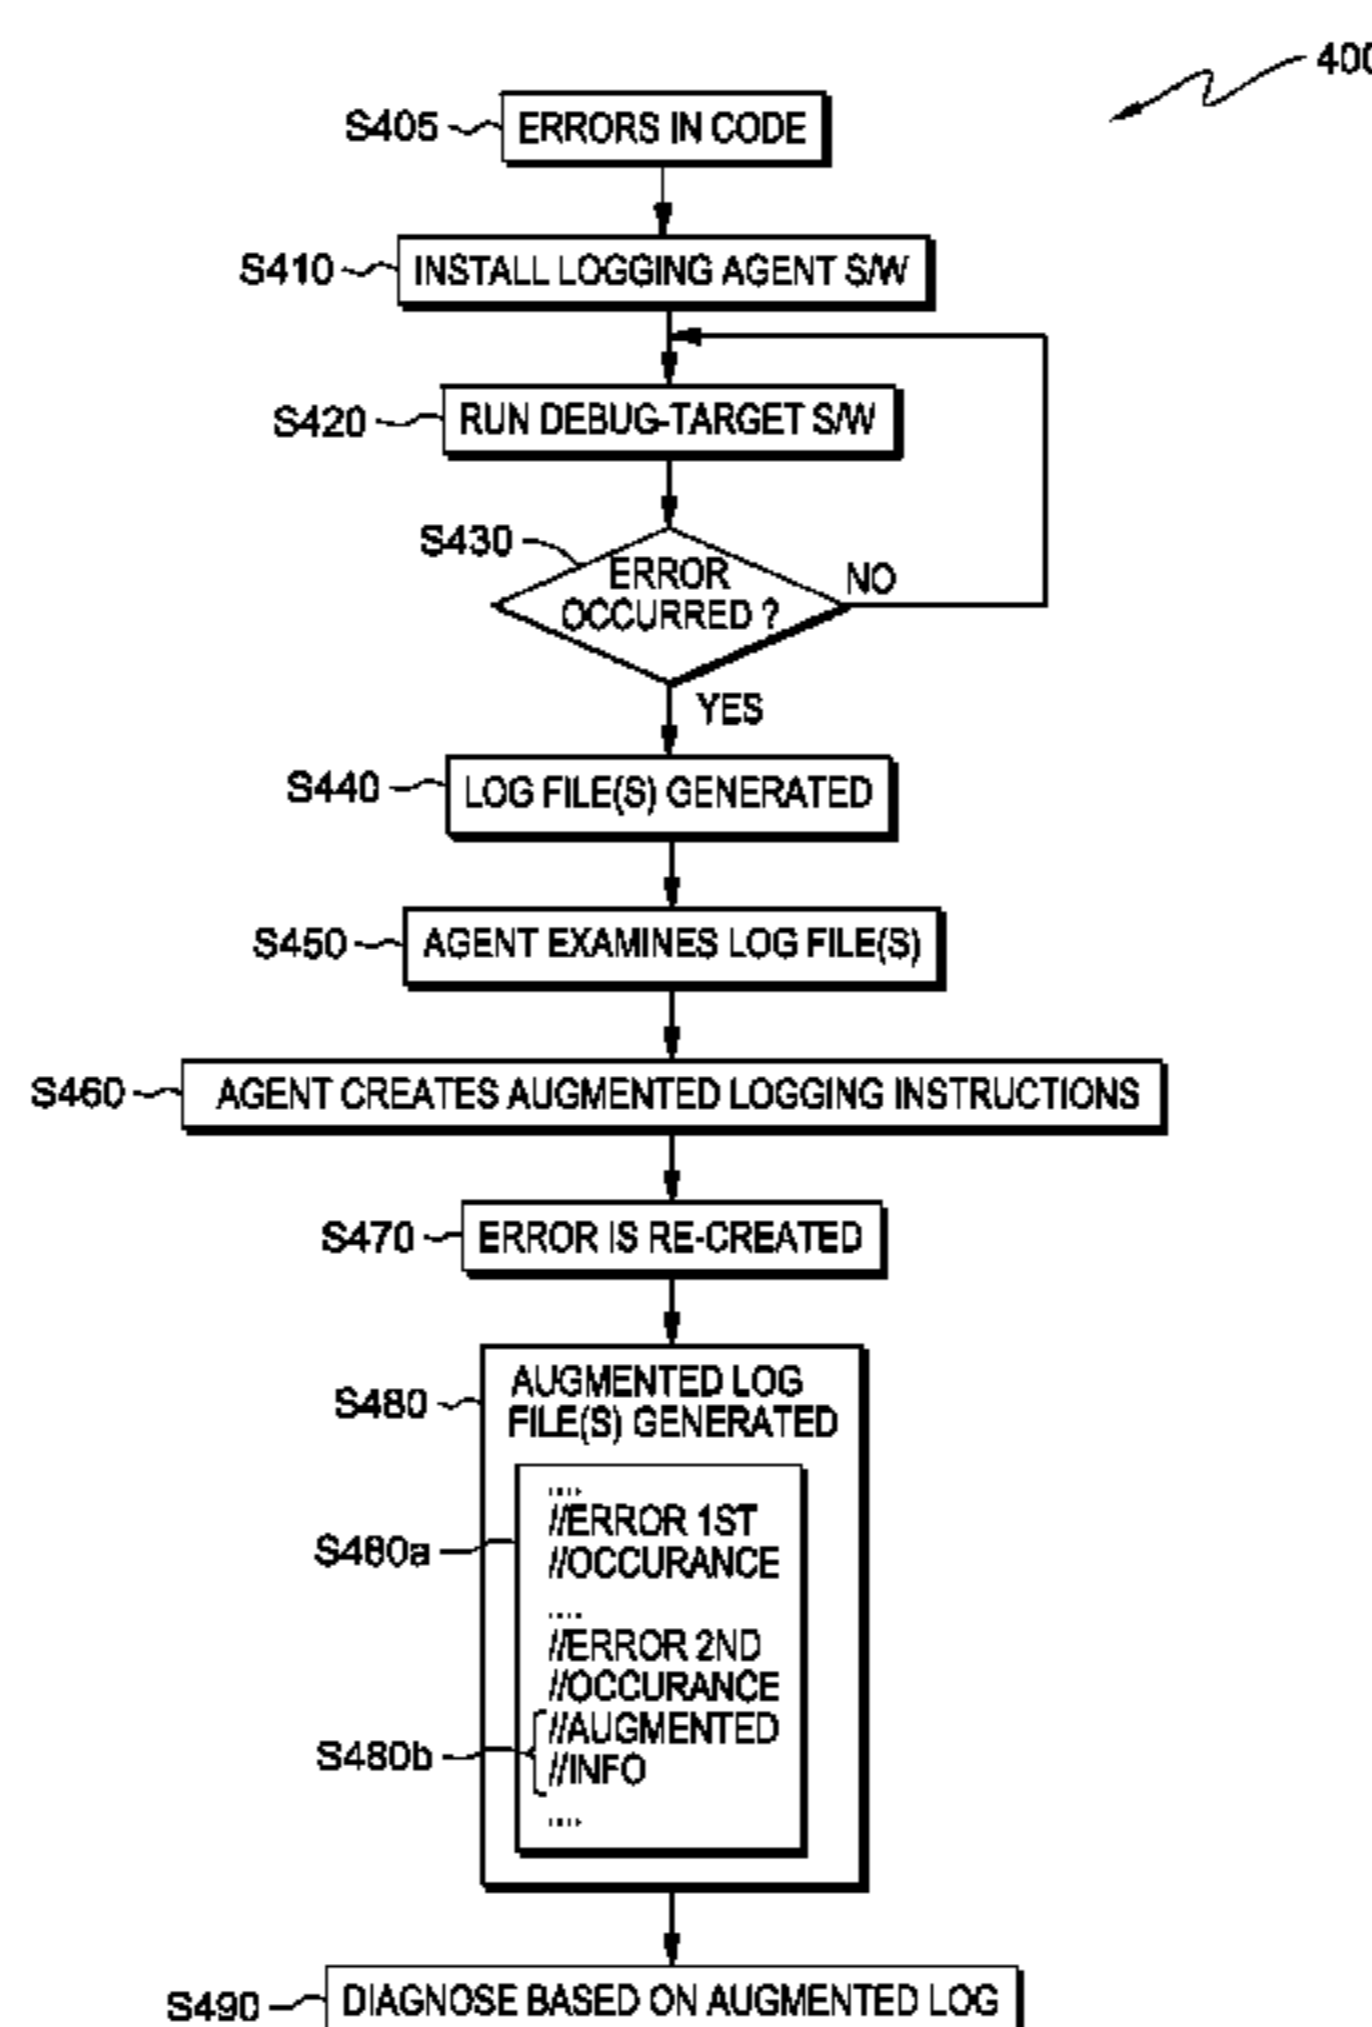 400
S405
ERRORS IN CODE
S410
INSTALL LOGGING AGENT S/W
S420
RUN DEBUG-TARGET S/W
S430
ERROR
OCCURRED ?
NO
YES
S440
LOG FILE(S) GENERATED
S450
AGENT EXAMINES LOG FILE(S)
S460
AGENT CREATES AUGMENTED LOGGING INSTRUCTIONS
S470
ERROR IS RE-CREATED
S480
AUGMENTED LOG
FILE(S) GENERATED
....
S480a
//ERROR 1ST
//OCCURANCE
....
//ERROR 2ND
//OCCURANCE
S480b
//AUGMENTED
//INFO
....
S490
DIAGNOSE BASED ON AUGMENTED LOG